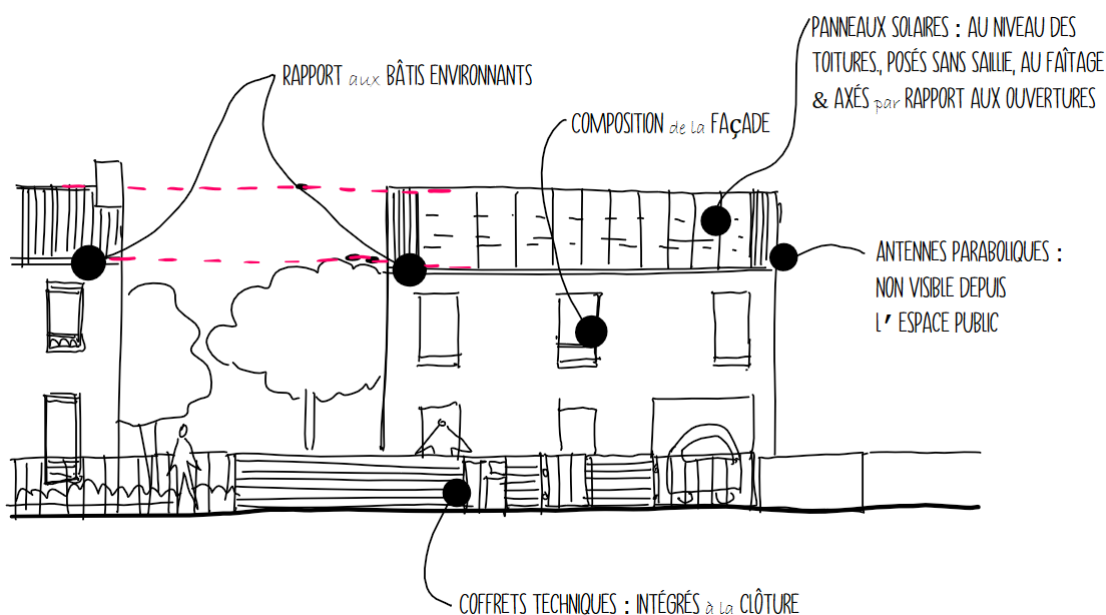 PANNEAUX SOLAIRES : AU NIVEAU DES
TOITURES, POSÉS SANS SAILLIE, AU FAÎTAGE
& AXÉS par RAPPORT AUX OUVERTURES
RAPPORT aux BÂTIS ENVIRONNANTS
COMPOSITION de la FAÇADE
ANTENNES PARABOLIQUES :
NON VISIBLE DEPUIS
L' ESPACE PUBLIC
COFFRETS TECHNIQUES : INTÉGRÉS à la CLÔTURE